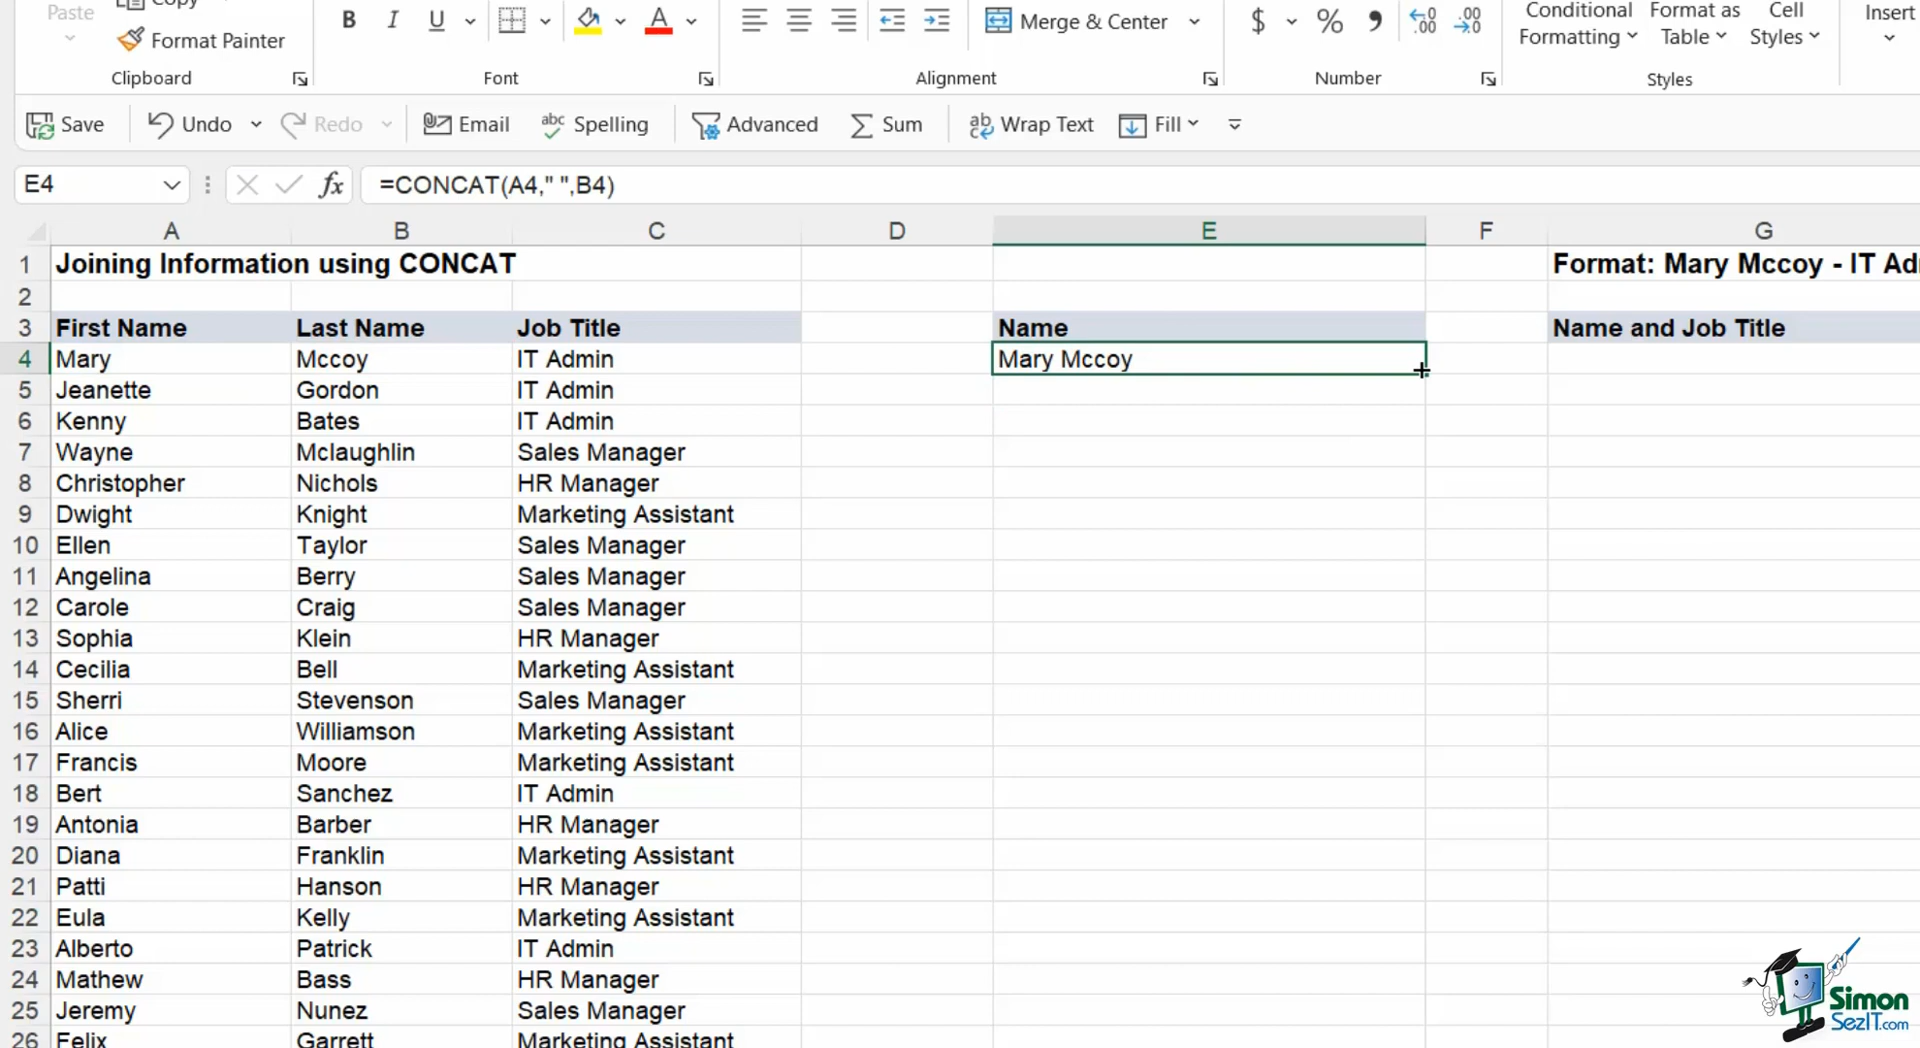 Paste Copy Conditional Format as Cell Insert
Format Painter B I U A Merge & Center $ % Formatting Table Styles
Clipboard Font Alignment Number Styles
Save Undo Redo Email Spelling Advanced Sum Wrap Text Fill
E4 fx =CONCAT(A4," ",B4)
A B C D E F G
1 Joining Information using CONCAT Format: Mary Mccoy - IT Ad
2
3 First Name Last Name Job Title Name Name and Job Title
4 Mary Mccoy IT Admin Mary Mccoy
5 Jeanette Gordon IT Admin
6 Kenny Bates IT Admin
7 Wayne Mclaughlin Sales Manager
8 Christopher Nichols HR Manager
9 Dwight Knight Marketing Assistant
10 Ellen Taylor Sales Manager
11 Angelina Berry Sales Manager
12 Carole Craig Sales Manager
13 Sophia Klein HR Manager
14 Cecilia Bell Marketing Assistant
15 Sherri Stevenson Sales Manager
16 Alice Williamson Marketing Assistant
17 Francis Moore Marketing Assistant
18 Bert Sanchez IT Admin
19 Antonia Barber HR Manager
20 Diana Franklin Marketing Assistant
21 Patti Hanson HR Manager
22 Eula Kelly Marketing Assistant
23 Alberto Patrick IT Admin
24 Mathew Bass HR Manager
25 Jeremy Nunez Sales Manager
26 Felix Garrett Marketing Assistant
Simon
SezIT.com